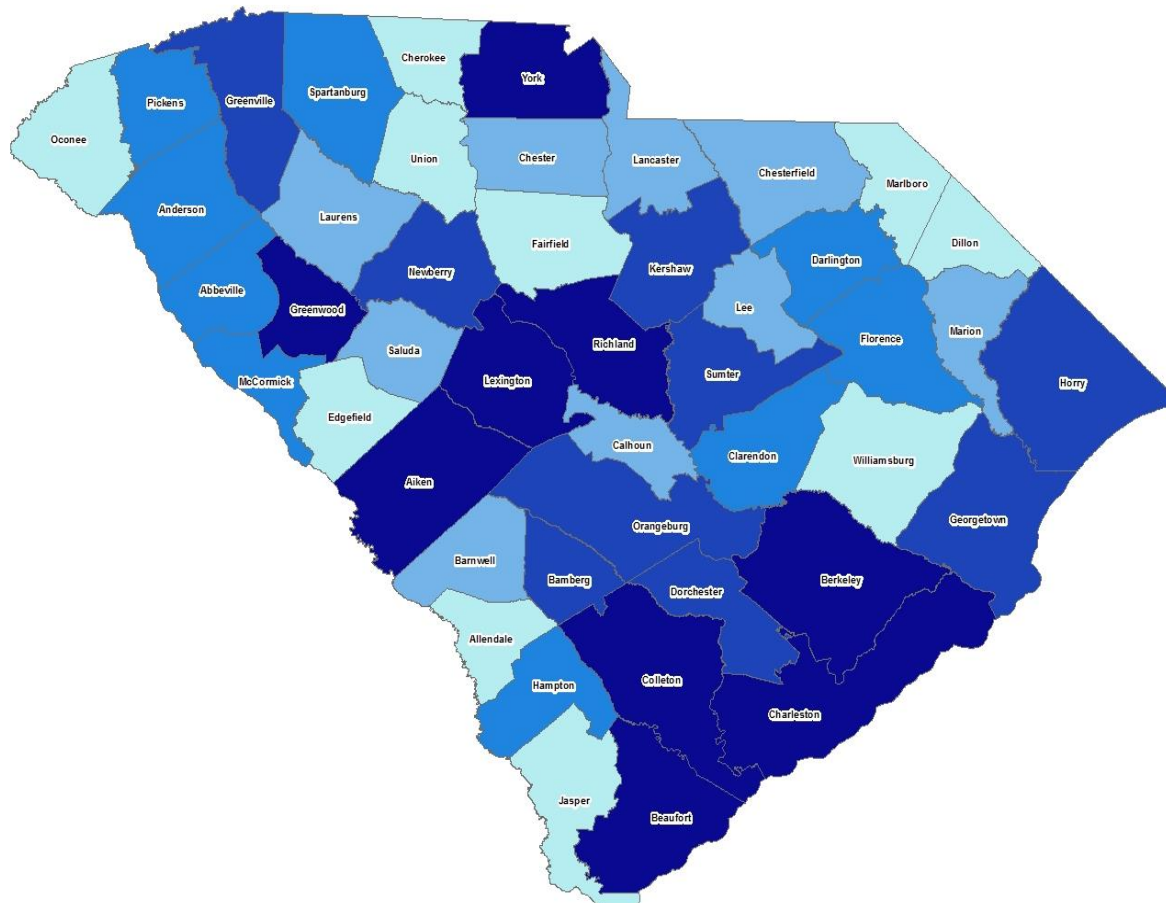 Cherokee
York
Spartanburg
Greenville
Pickens
Oconee
Union
Chester
Lancaster
Chesterfield
Marlboro
Anderson
Laurens
Fairfield
Dillon
Darlington
Kershaw
Newberry
Abbeville
Greenwood
Lee
Marion
Florence
Richland
Saluda
Sumter
Lexington
McCormick
Horry
Edgefield
Calhoun
Clarendon
Williamsburg
Aiken
Georgetown
Orangeburg
Barnwell
Bamberg
Berkeley
Dorchester
Allendale
Colleton
Hampton
Charleston
Jasper
Beaufort